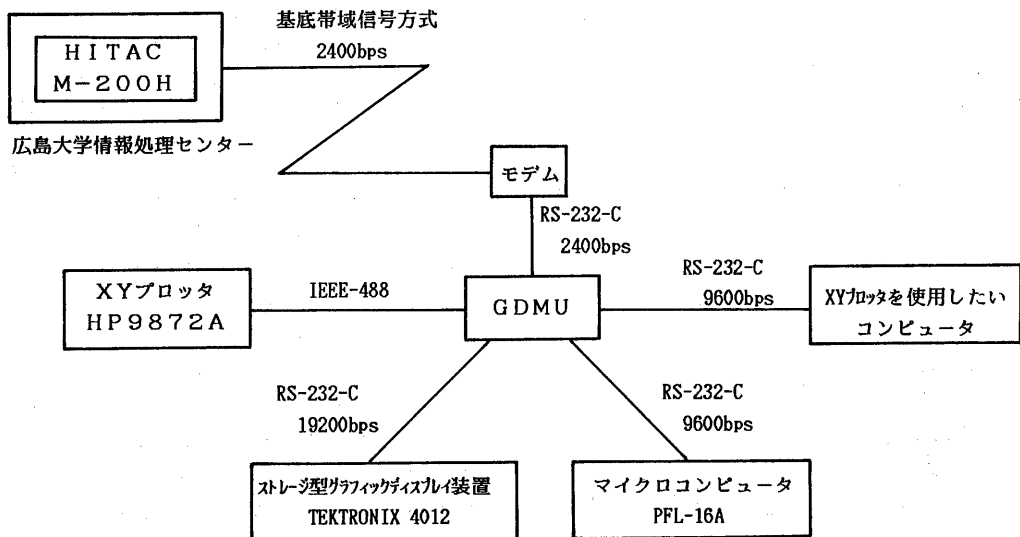 基底帯域信号方式
2400bps
HITAC
M-200H
広島大学情報処理センター
モデム
RS-232-C
2400bps
XYプロッタ
HP9872A
IEEE-488
GDMU
RS-232-C
9600bps
XYプロッタを使用したい
コンピュータ
RS-232-C
19200bps
RS-232-C
9600bps
ストレージ型グラフィックディスプレイ装置
TEKTRONIX 4012
マイクロコンピュータ
PFL-16A